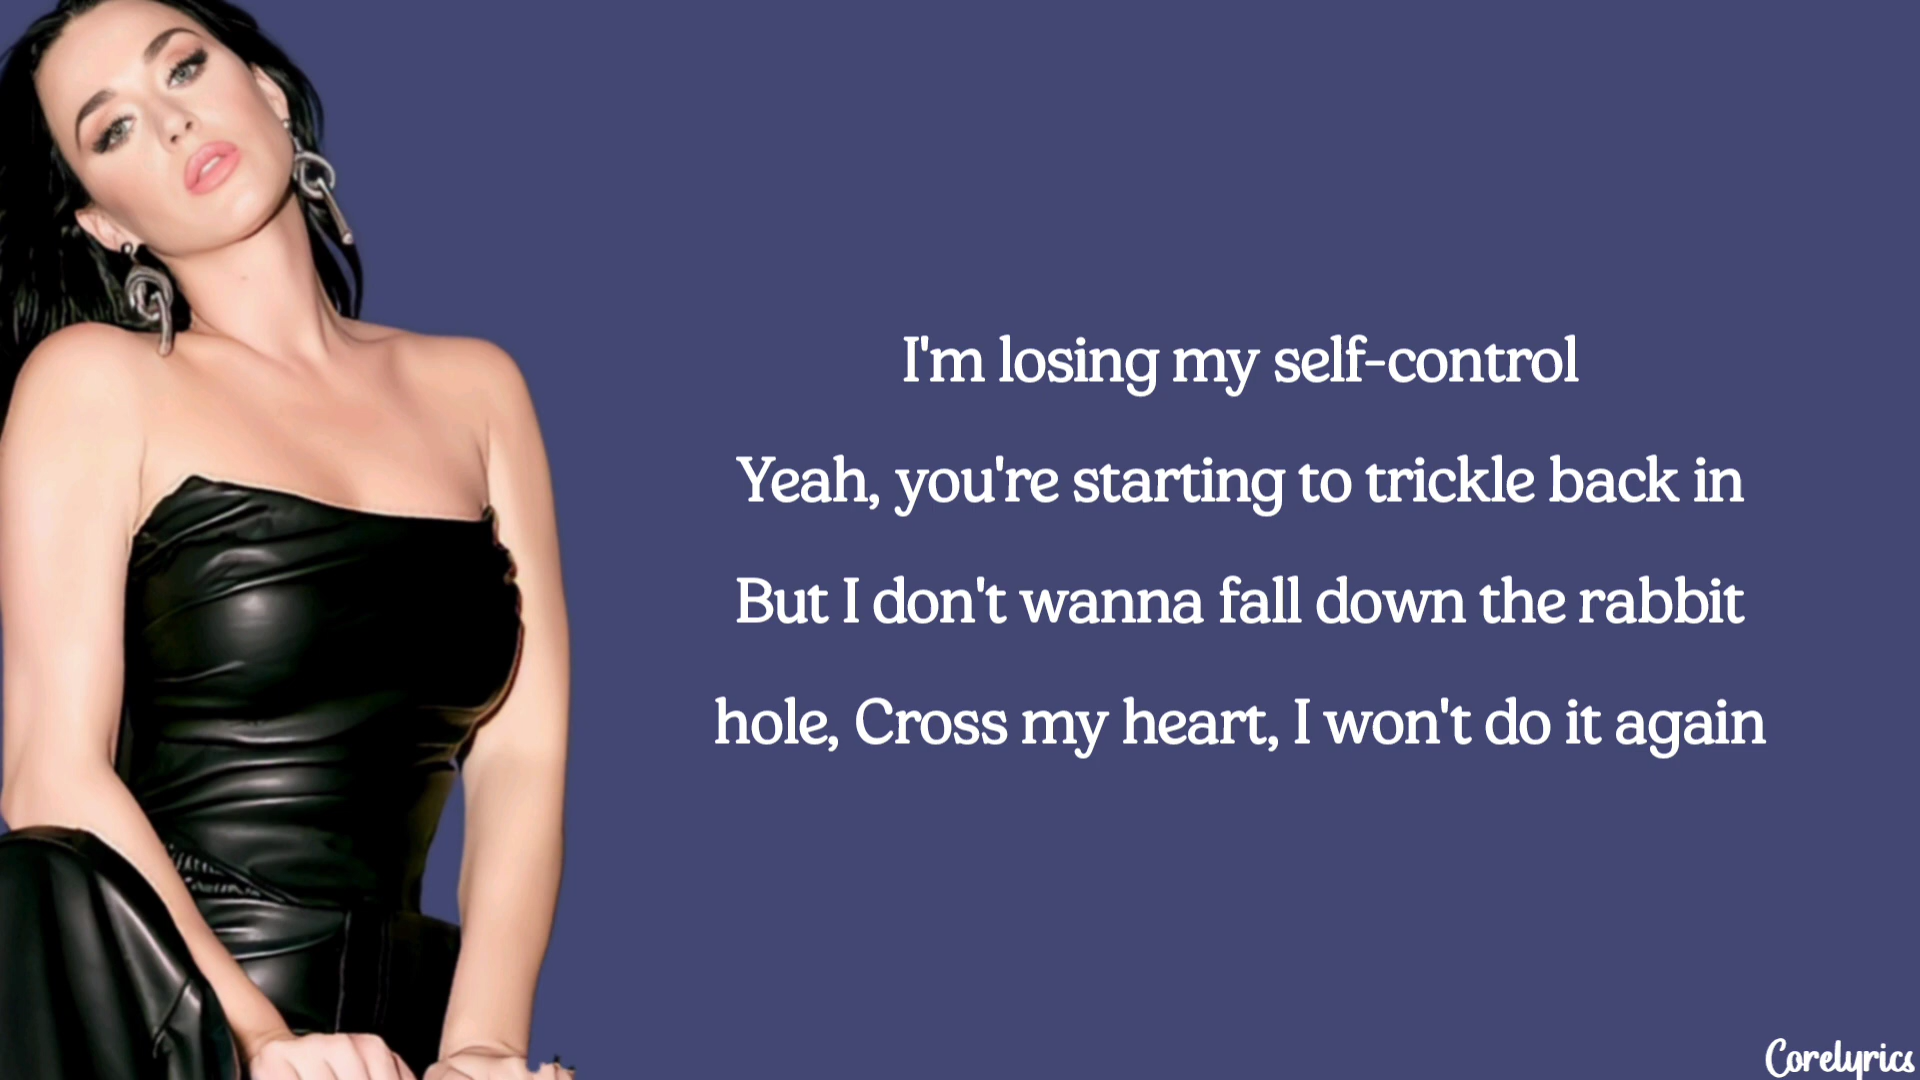 I'm losing my self-control
Yeah, you're starting to trickle back in
But I don't wanna fall down the rabbit
hole, Cross my heart, I won't do it again
Corelyrics